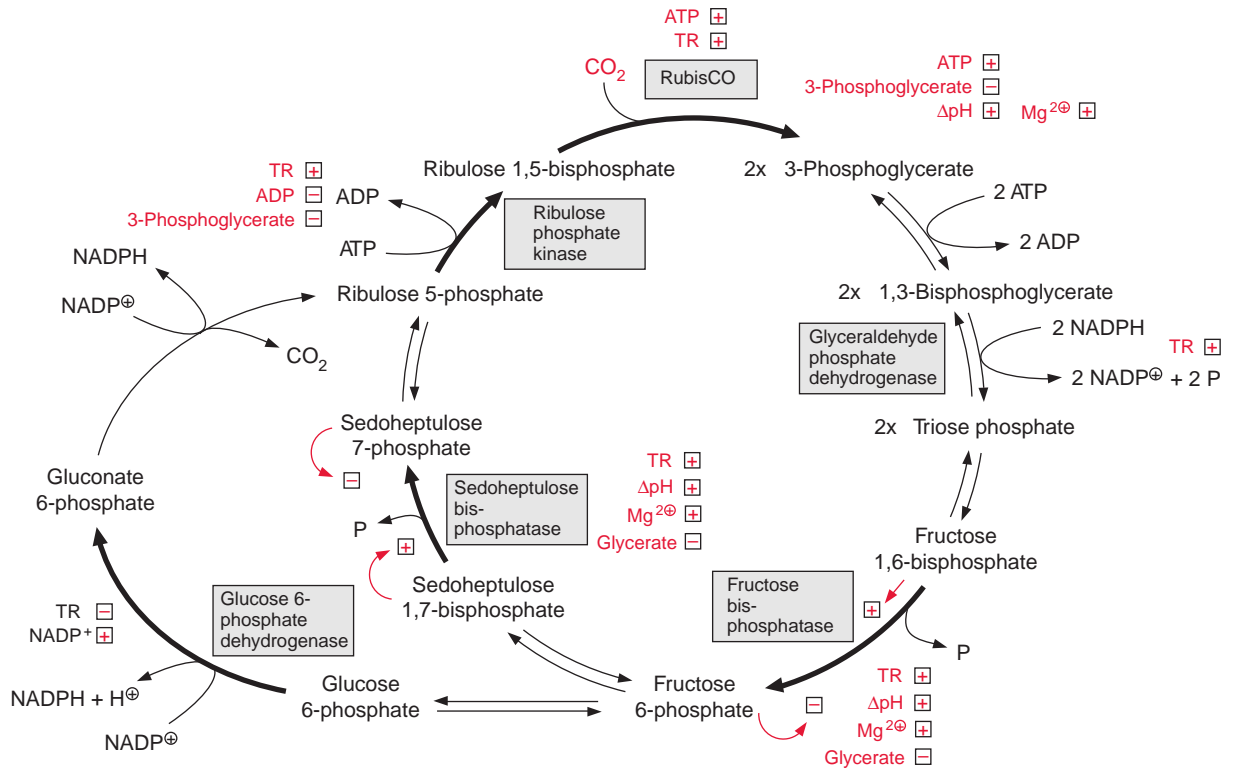 ATP +
TR +
CO2
RubisCO
ATP +
3-Phosphoglycerate −
ΔpH + Mg2⊕ +
Ribulose 1,5-bisphosphate
2x 3-Phosphoglycerate
TR +
ADP −
3-Phosphoglycerate −
ADP
ATP
Ribulose
phosphate
kinase
2 ATP
2 ADP
NADPH
NADP⊕
CO2
Ribulose 5-phosphate
2x 1,3-Bisphosphoglycerate
Glyceraldehyde
phosphate
dehydrogenase
2 NADPH
TR +
2 NADP⊕ + 2 P
Sedoheptulose
7-phosphate
−
2x Triose phosphate
Gluconate
6-phosphate
P
+
Sedoheptulose
bis-
phosphatase
TR +
ΔpH +
Mg2⊕ +
Glycerate −
Fructose
1,6-bisphosphate
Sedoheptulose
1,7-bisphosphate
Fructose
bis-
phosphatase
+
P
TR −
NADP+ +
Glucose 6-
phosphate
dehydrogenase
NADPH + H⊕
NADP⊕
Glucose
6-phosphate
Fructose
6-phosphate
−
TR +
ΔpH +
Mg2⊕ +
Glycerate −